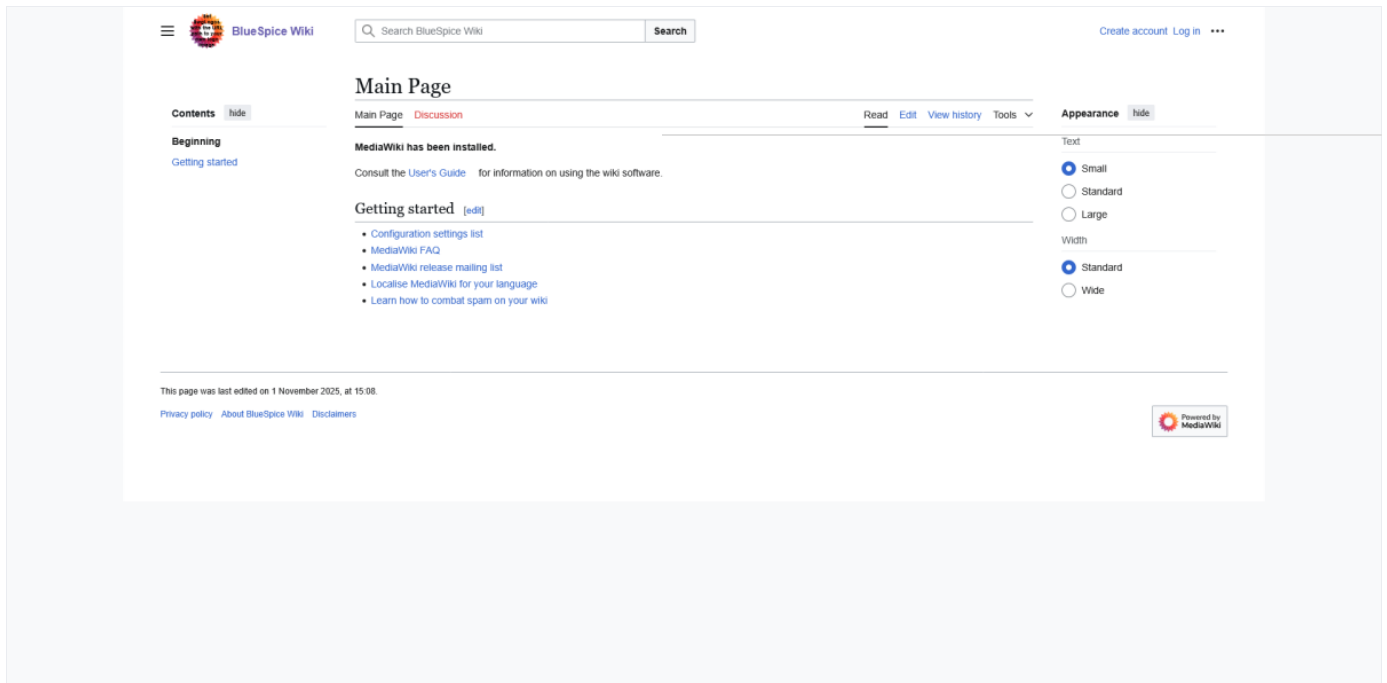 BlueSpice Wiki
Search BlueSpice Wiki Search
Create account Log in •••
Main Page
Contents hide
Beginning
Getting started
Main Page Discussion
Read Edit View history Tools
MediaWiki has been installed.
Consult the User's Guide for information on using the wiki software.
Getting started [edit]
• Configuration settings list
• MediaWiki FAQ
• MediaWiki release mailing list
• Localise MediaWiki for your language
• Learn how to combat spam on your wiki
Appearance hide
Text
Small
Standard
Large
Width
Standard
Wide
This page was last edited on 1 November 2025, at 15:08.
Privacy policy About BlueSpice Wiki Disclaimers
Powered by
MediaWiki